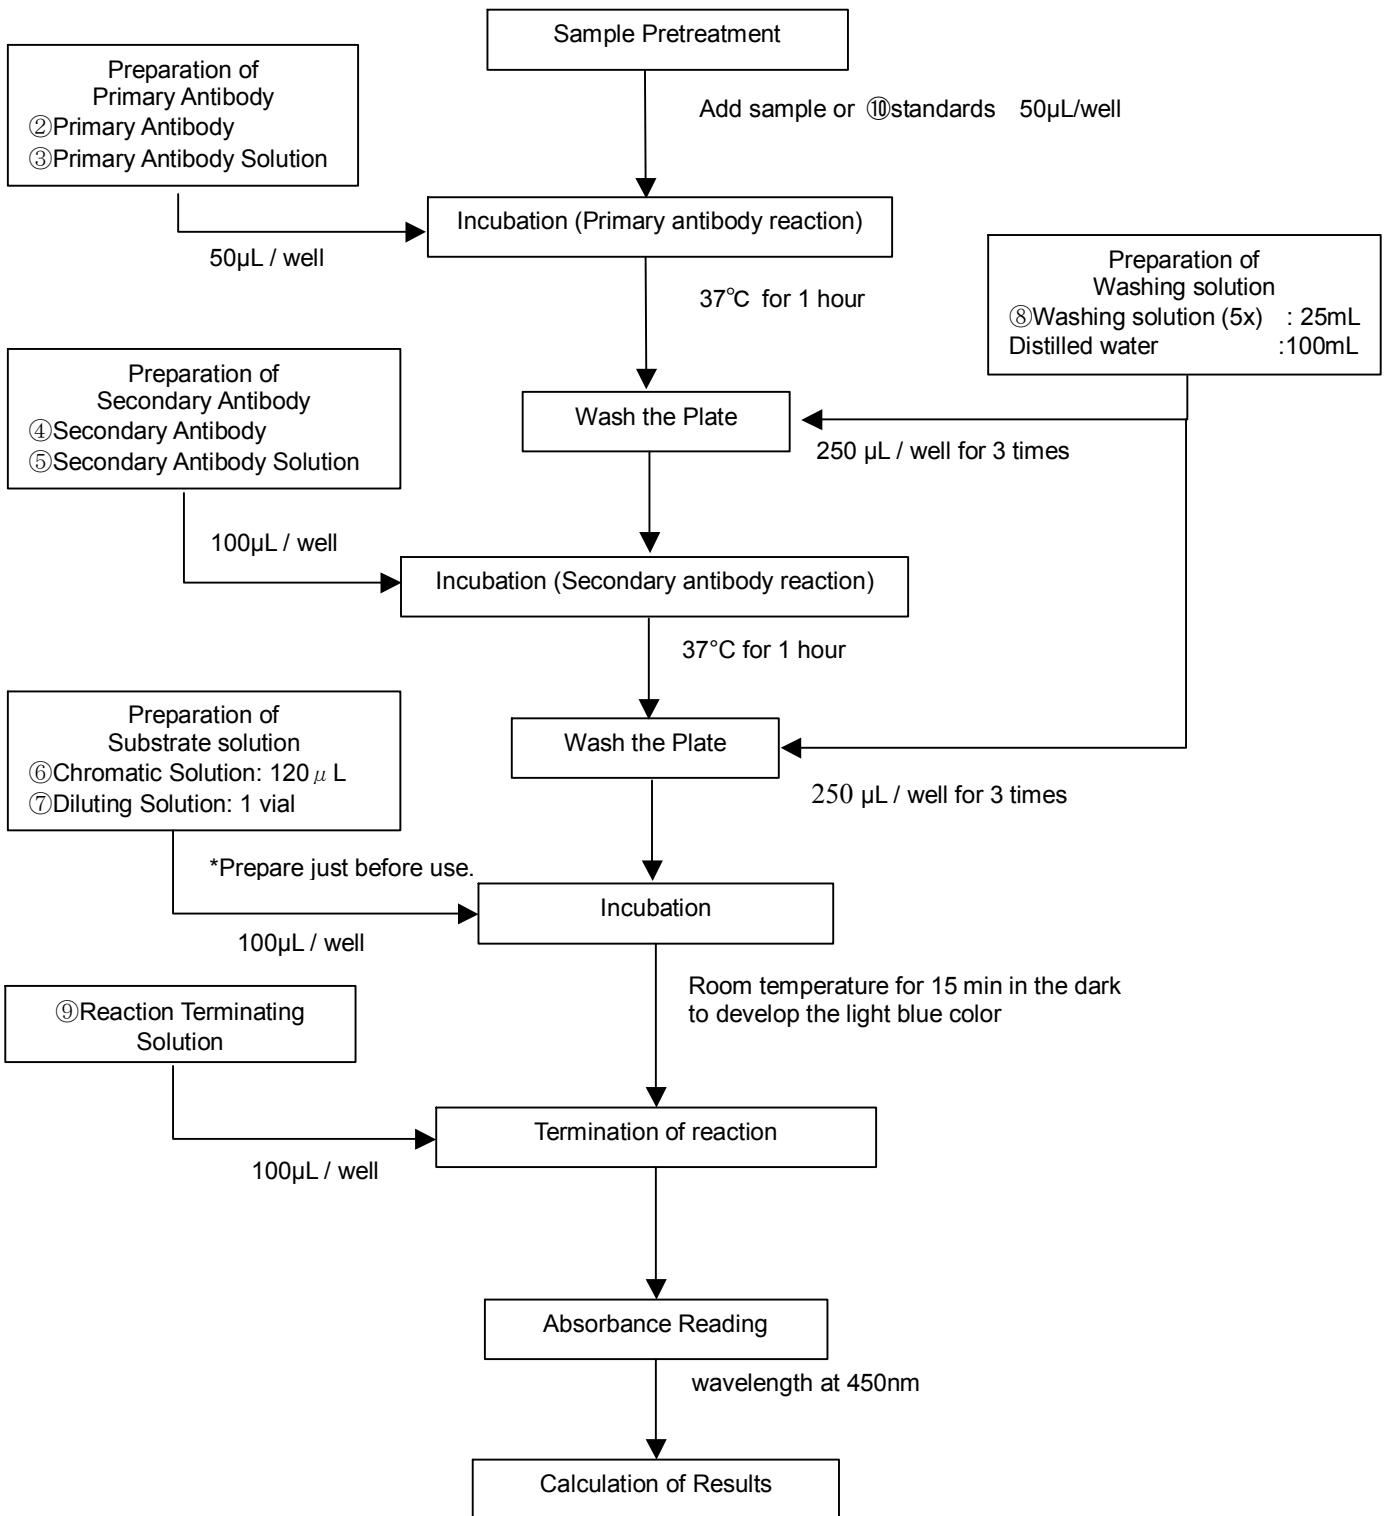 Sample Pretreatment
Preparation of
Primary Antibody
②Primary Antibody
③Primary Antibody Solution
Add sample or ⑩standards 50µL/well
Incubation (Primary antibody reaction)
50µL / well
37℃ for 1 hour
Preparation of
Washing solution
⑧Washing solution (5x) : 25mL
Distilled water :100mL
Preparation of
Secondary Antibody
④Secondary Antibody
⑤Secondary Antibody Solution
Wash the Plate
250 µL / well for 3 times
100µL / well
Incubation (Secondary antibody reaction)
37°C for 1 hour
Preparation of
Substrate solution
⑥Chromatic Solution: 120μL
⑦Diluting Solution: 1 vial
Wash the Plate
250 µL / well for 3 times
*Prepare just before use.
Incubation
100µL / well
Room temperature for 15 min in the dark
to develop the light blue color
⑨Reaction Terminating
Solution
Termination of reaction
100µL / well
Absorbance Reading
wavelength at 450nm
Calculation of Results